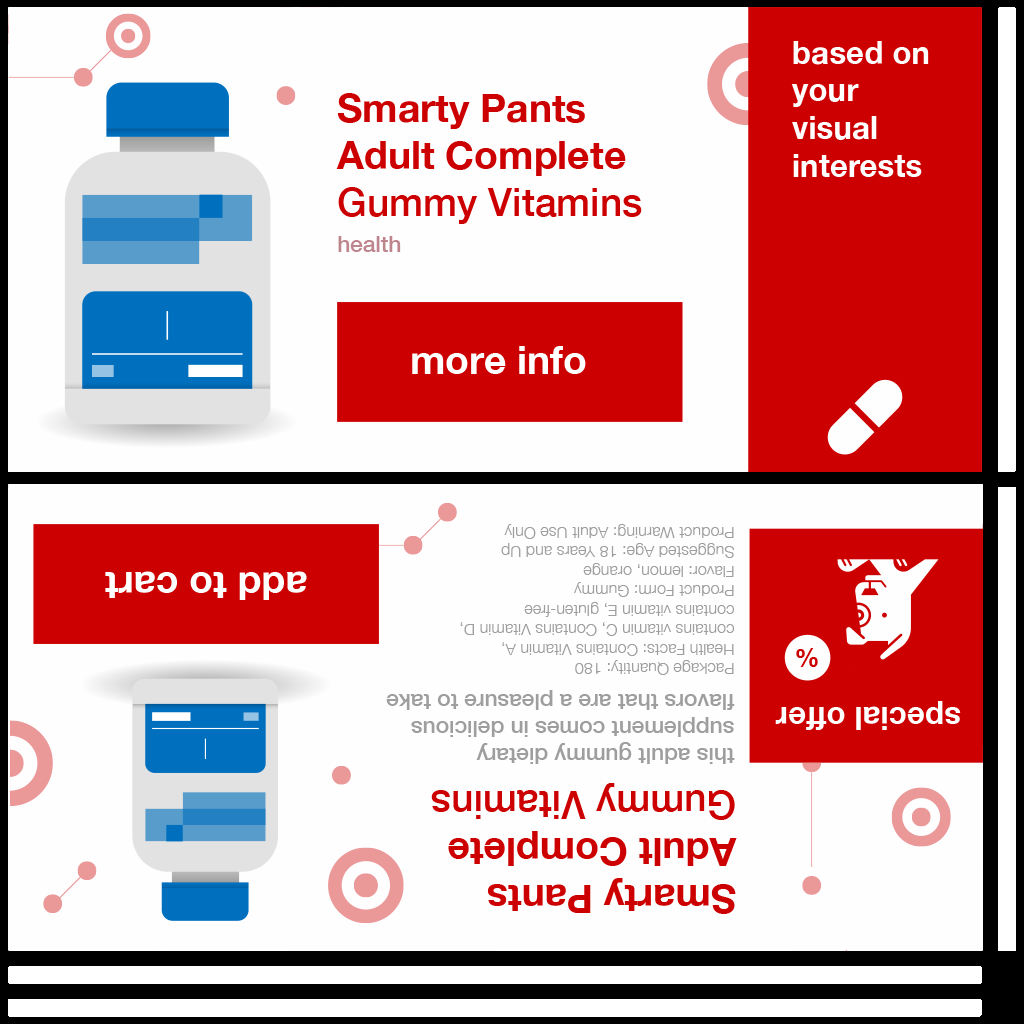 based on
your
visual
interests
Smarty Pants
Adult Complete
Gummy Vitamins
health
more info
Smarty Pants
Adult Complete
Gummy Vitamins
this adult gummy dietary
supplement comes in delicious
flavors that are a pleasure to take
Package Quantity: 180
Health Facts: Contains Vitamin A,
contains vitamin C, Contains Vitamin D,
contains vitamin E, gluten-free
Product Form: Gummy
Flavor: lemon, orange
Suggested Age: 18 Years and Up
Product Warning: Adult Use Only
special offer
%
add to cart